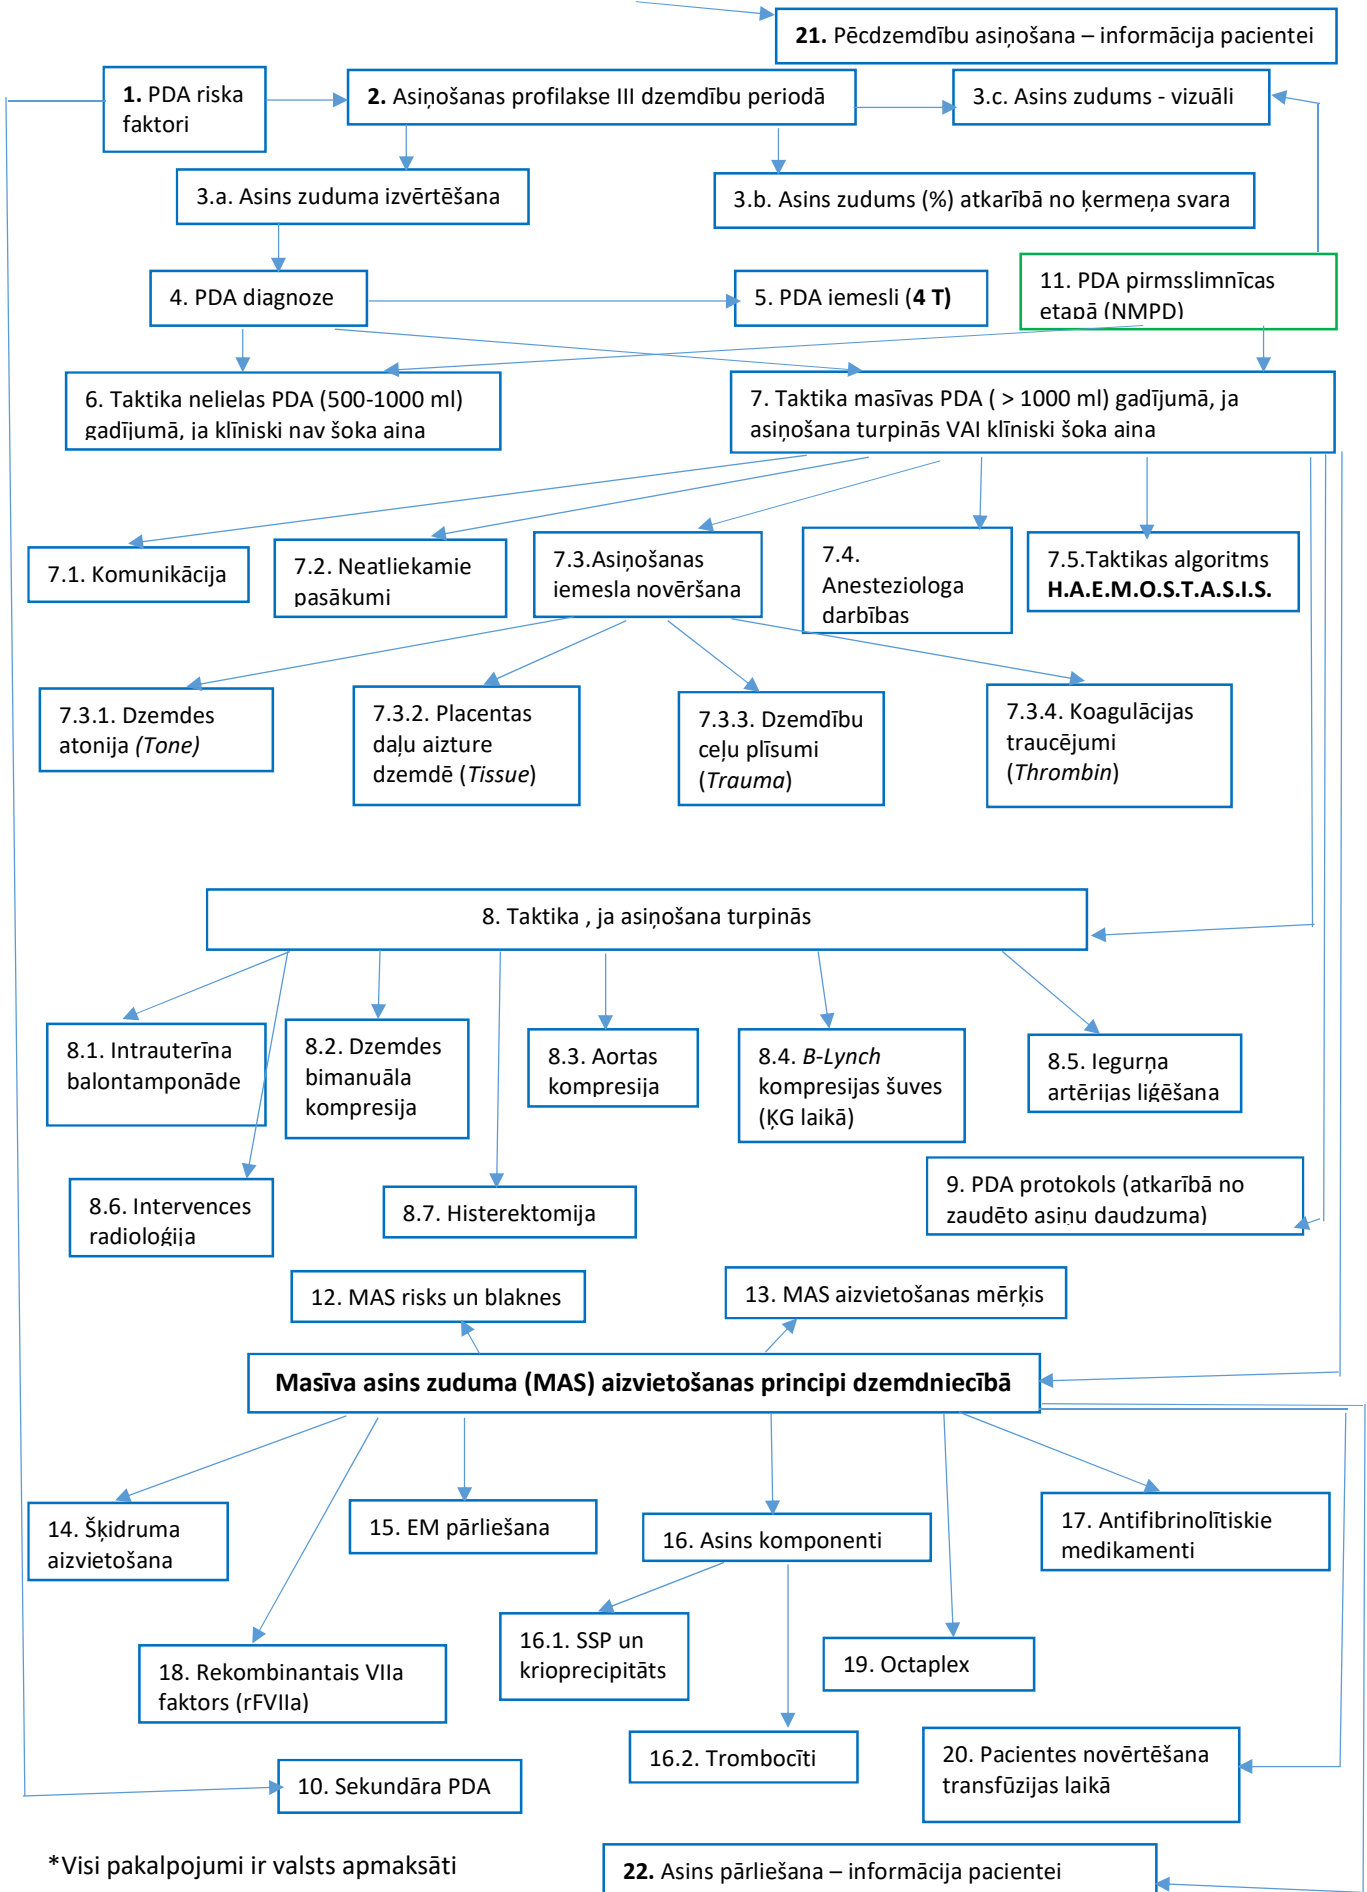 21. Pēcdzemdību asiņošana – informācija pacientei
1. PDA riska
faktori
2. Asiņošanas profilakse III dzemdību periodā
3.c. Asins zudums - vizuāli
3.a. Asins zuduma izvērtēšana
3.b. Asins zudums (%) atkarībā no ķermeņa svara
4. PDA diagnoze
5. PDA iemesli (4 T)
11. PDA pirmsslimnīcas
etapā (NMPD)
6. Taktika nelielas PDA (500-1000 ml)
gadījumā, ja klīniski nav šoka aina
7. Taktika masīvas PDA ( > 1000 ml) gadījumā, ja
asiņošana turpinās VAI klīniski šoka aina
7.1. Komunikācija
7.2. Neatliekamie
pasākumi
7.3.Asiņošanas
iemesla novēršana
7.4.
Anesteziologa
darbības
7.5.Taktikas algoritms
H.A.E.M.O.S.T.A.S.I.S.
7.3.1. Dzemdes
atonija (Tone)
7.3.2. Placentas
daļu aizture
dzemdē (Tissue)
7.3.3. Dzemdību
ceļu plīsumi
(Trauma)
7.3.4. Koagulācijas
traucējumi
(Thrombin)
8. Taktika , ja asiņošana turpinās
8.1. Intrauterīna
balontamponāde
8.2. Dzemdes
bimanuāla
kompresija
8.3. Aortas
kompresija
8.4. B-Lynch
kompresijas šuves
(ĶG laikā)
8.5. Iegurņa
artērijas liģēšana
8.6. Intervences
radioloģija
8.7. Histerektomija
9. PDA protokols (atkarībā no
zaudēto asiņu daudzuma)
12. MAS risks un blaknes
13. MAS aizvietošanas mērķis
Masīva asins zuduma (MAS) aizvietošanas principi dzemdniecībā
14. Šķidruma
aizvietošana
15. EM pārliešana
16. Asins komponenti
17. Antifibrinolītiskie
medikamenti
18. Rekombinantais VIIa
faktors (rFVIIa)
16.1. SSP un
krioprecipitāts
19. Octaplex
16.2. Trombocīti
20. Pacientes novērtēšana
transfūzijas laikā
10. Sekundāra PDA
*Visi pakalpojumi ir valsts apmaksāti
22. Asins pārliešana – informācija pacientei